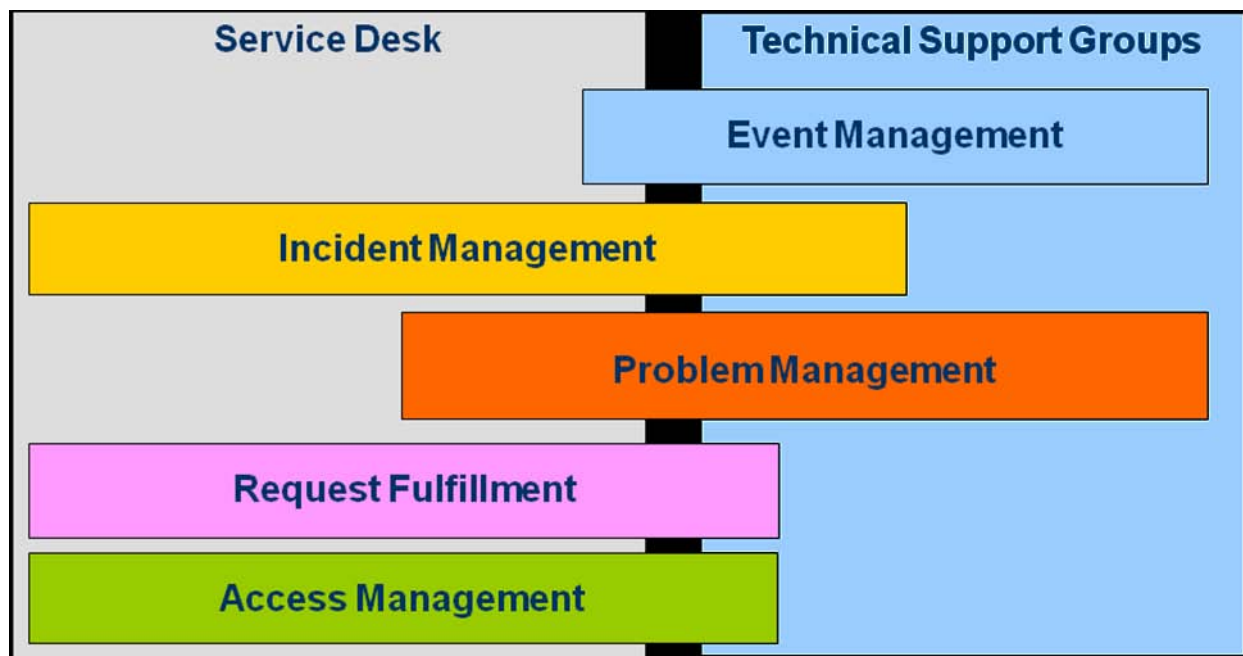 Service Desk
Technical Support Groups
Event Management
Incident Management
Problem Management
Request Fulfillment
Access Management